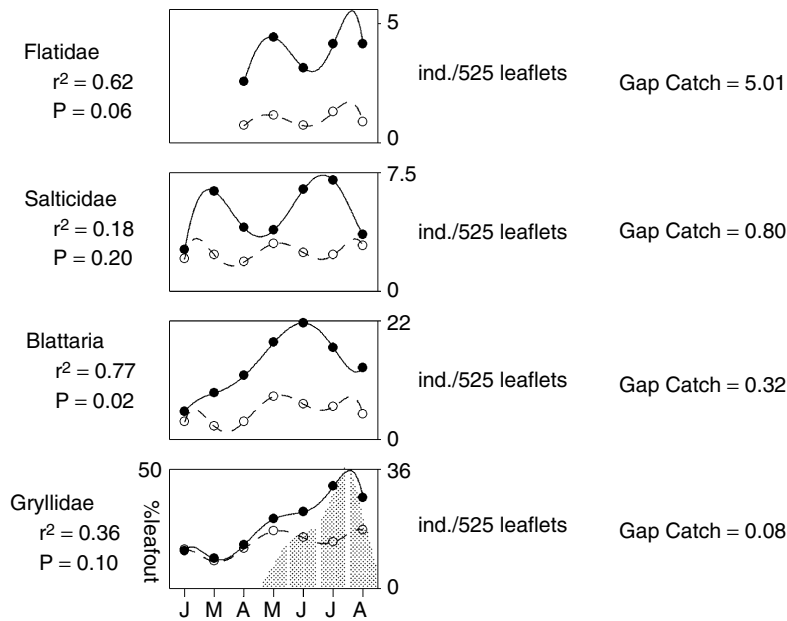 Flatidae
r² = 0.62
P = 0.06
5
0
ind./525 leaflets
Gap Catch = 5.01
Salticidae
r² = 0.18
P = 0.20
7.5
0
ind./525 leaflets
Gap Catch = 0.80
Blattaria
r² = 0.77
P = 0.02
22
0
ind./525 leaflets
Gap Catch = 0.32
Gryllidae
r² = 0.36
P = 0.10
50
%leafout
36
0
ind./525 leaflets
Gap Catch = 0.08
J M A M J J A